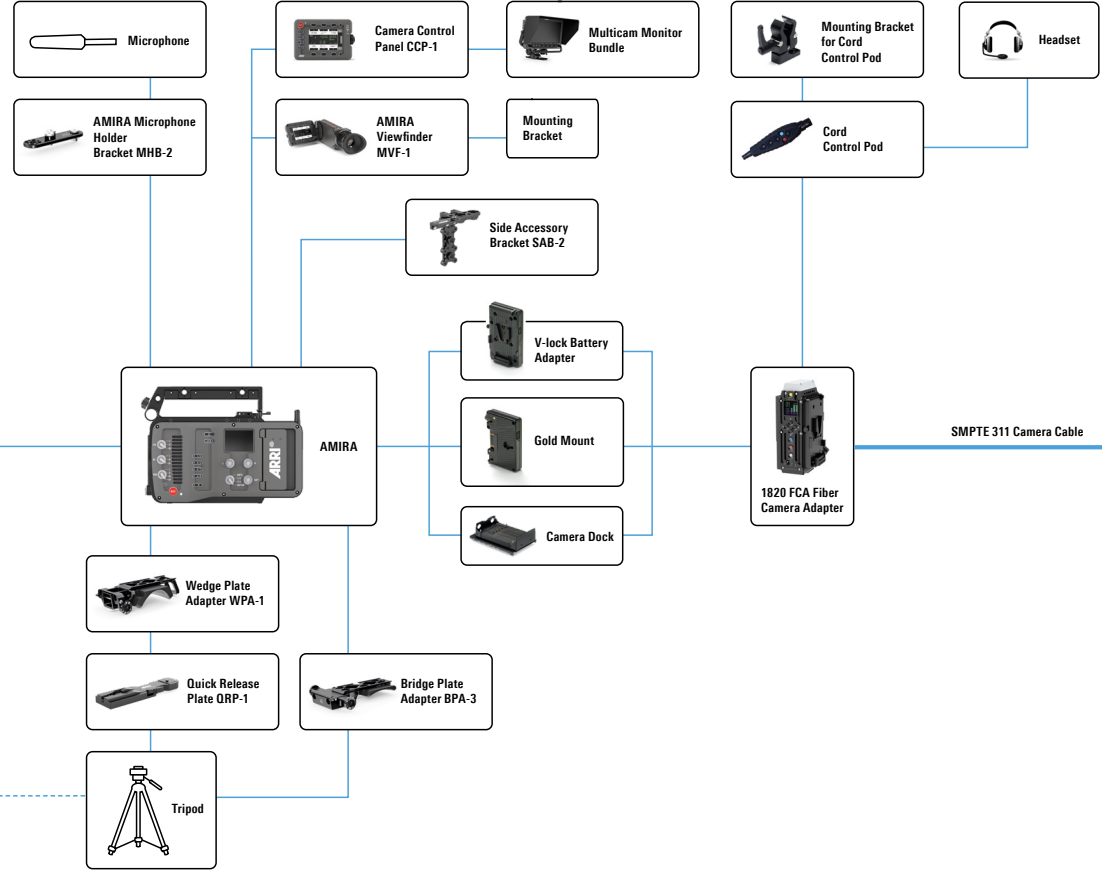 Microphone
Camera Control
Panel CCP-1
Multicam Monitor
Bundle
Mounting Bracket
for Cord
Control Pod
Headset
AMIRA Microphone
Holder
Bracket MHB-2
AMIRA
Viewfinder
MVF-1
Mounting
Bracket
Cord
Control Pod
Side Accessory
Bracket SAB-2
V-lock Battery
Adapter
ARRI
AMIRA
Gold Mount
1820 FCA Fiber
Camera Adapter
SMPTE 311 Camera Cable
Camera Dock
Wedge Plate
Adapter WPA-1
Quick Release
Plate QRP-1
Bridge Plate
Adapter BPA-3
Tripod